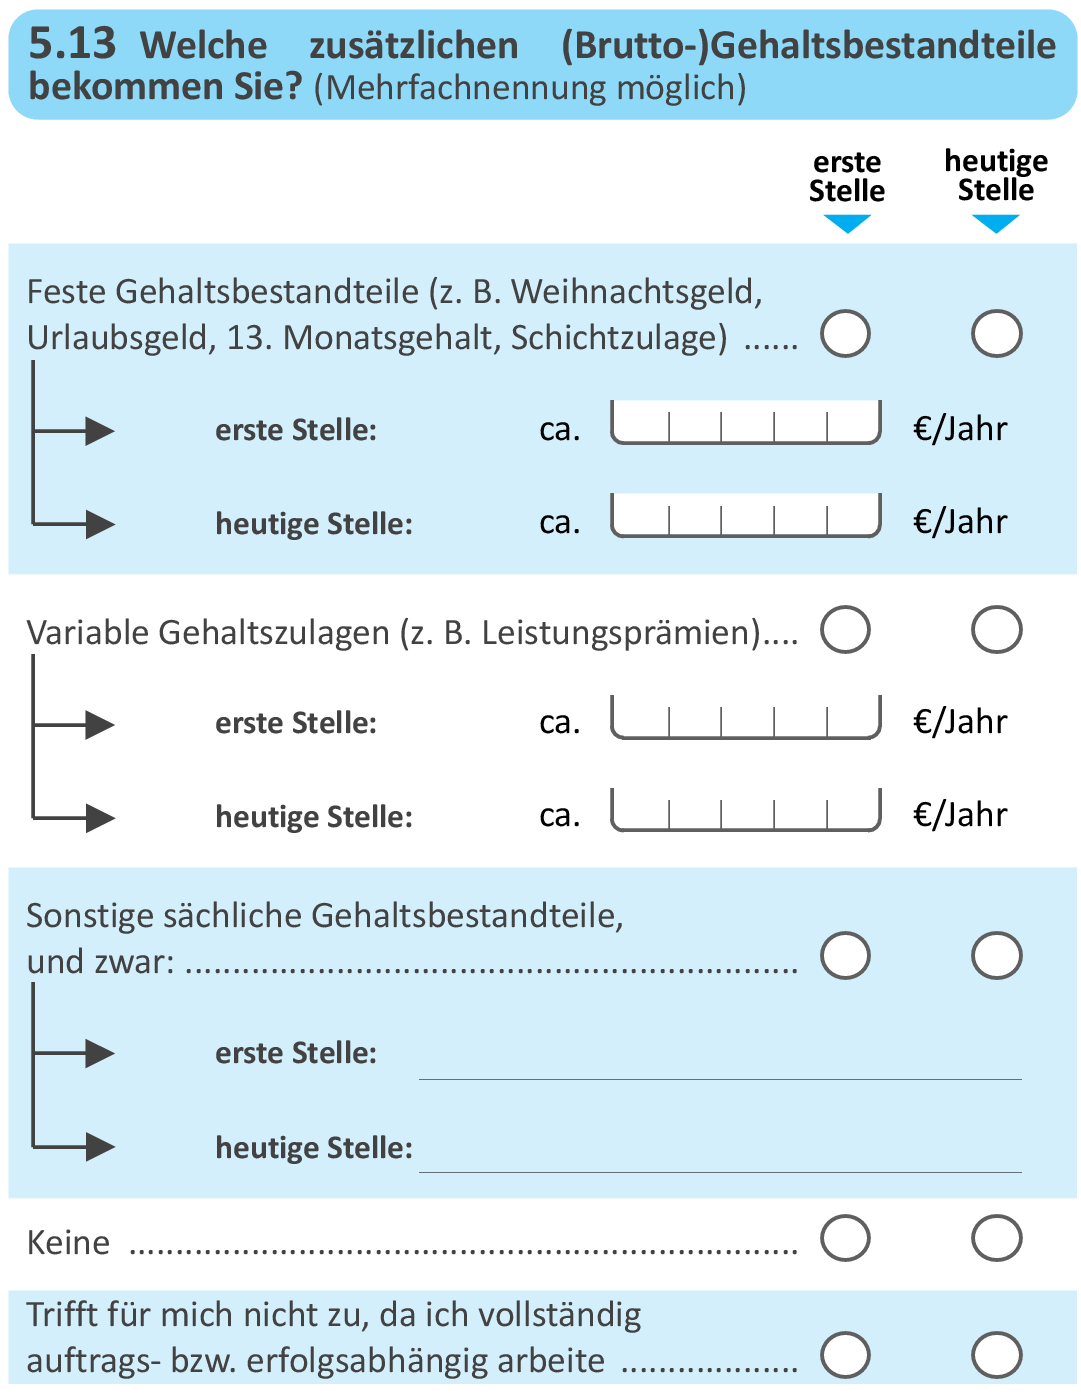 5.13 Welche zusätzlichen (Brutto-)Gehaltsbestandteile
bekommen Sie? (Mehrfachnennung möglich)
erste heutige
Stelle Stelle
Feste Gehaltsbestandteile (z. B. Weihnachtsgeld,
Urlaubsgeld, 13. Monatsgehalt, Schichtzulage) ......
erste Stelle: ca. €/Jahr
heutige Stelle: ca. €/Jahr
Variable Gehaltszulagen (z. B. Leistungsprämien)....
erste Stelle: ca. €/Jahr
heutige Stelle: ca. €/Jahr
Sonstige sächliche Gehaltsbestandteile,
und zwar: .................................................................
erste Stelle:
heutige Stelle:
Keine .......................................................................
Trifft für mich nicht zu, da ich vollständig
auftrags- bzw. erfolgsabhängig arbeite ...................